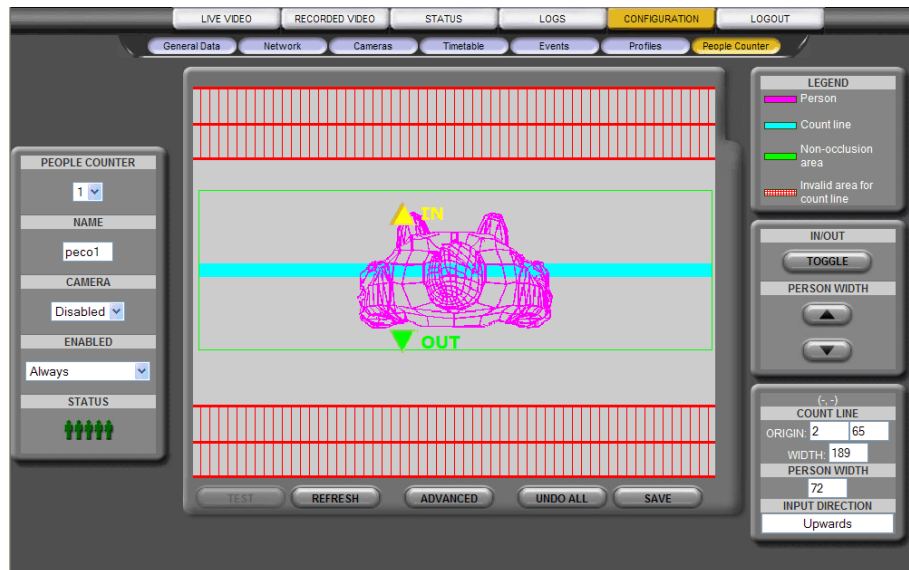 LIVE VIDEO
RECORDED VIDEO
STATUS
LOGS
CONFIGURATION
LOGOUT
General Data
Network
Cameras
Timetable
Events
Profiles
People Counter
PEOPLE COUNTER
1
NAME
peco1
CAMERA
Disabled
ENABLED
Always
STATUS
IN
OUT
TEST
REFRESH
ADVANCED
UNDO ALL
SAVE
LEGEND
Person
Count line
Non-occlusion
area
Invalid area for
count line
IN/OUT
TOGGLE
PERSON WIDTH
(-, -)
COUNT LINE
ORIGIN: 2 65
WIDTH: 189
PERSON WIDTH
72
INPUT DIRECTION
Upwards